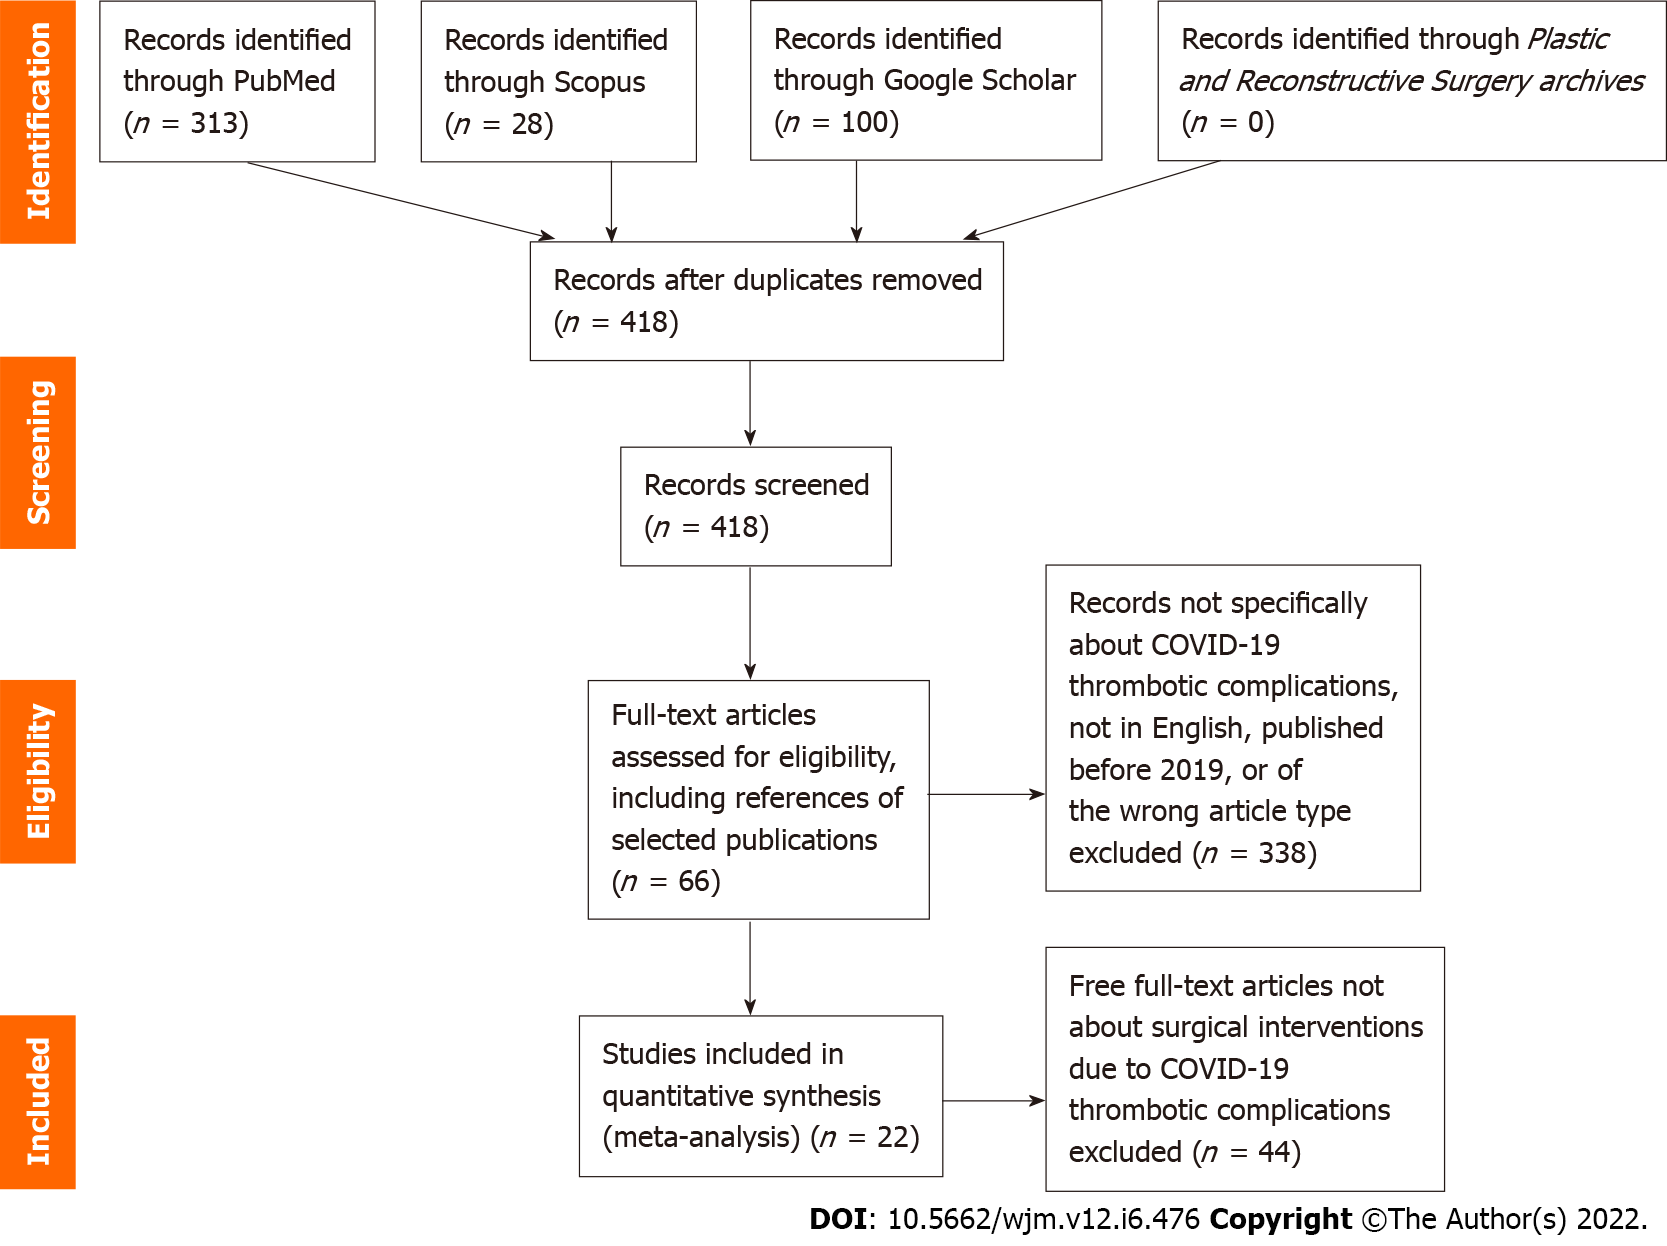 Identification
Records identified
through PubMed
(n = 313)
Records identified
through Scopus
(n = 28)
Records identified
through Google Scholar
(n = 100)
Records identified through Plastic
and Reconstructive Surgery archives
(n = 0)
Records after duplicates removed
(n = 418)
Screening
Records screened
(n = 418)
Eligibility
Full-text articles
assessed for eligibility,
including references of
selected publications
(n = 66)
Records not specifically
about COVID-19
thrombotic complications,
not in English, published
before 2019, or of
the wrong article type
excluded (n = 338)
Included
Studies included in
quantitative synthesis
(meta-analysis) (n = 22)
Free full-text articles not
about surgical interventions
due to COVID-19
thrombotic complications
excluded (n = 44)
DOI: 10.5662/wjm.v12.i6.476 Copyright ©The Author(s) 2022.